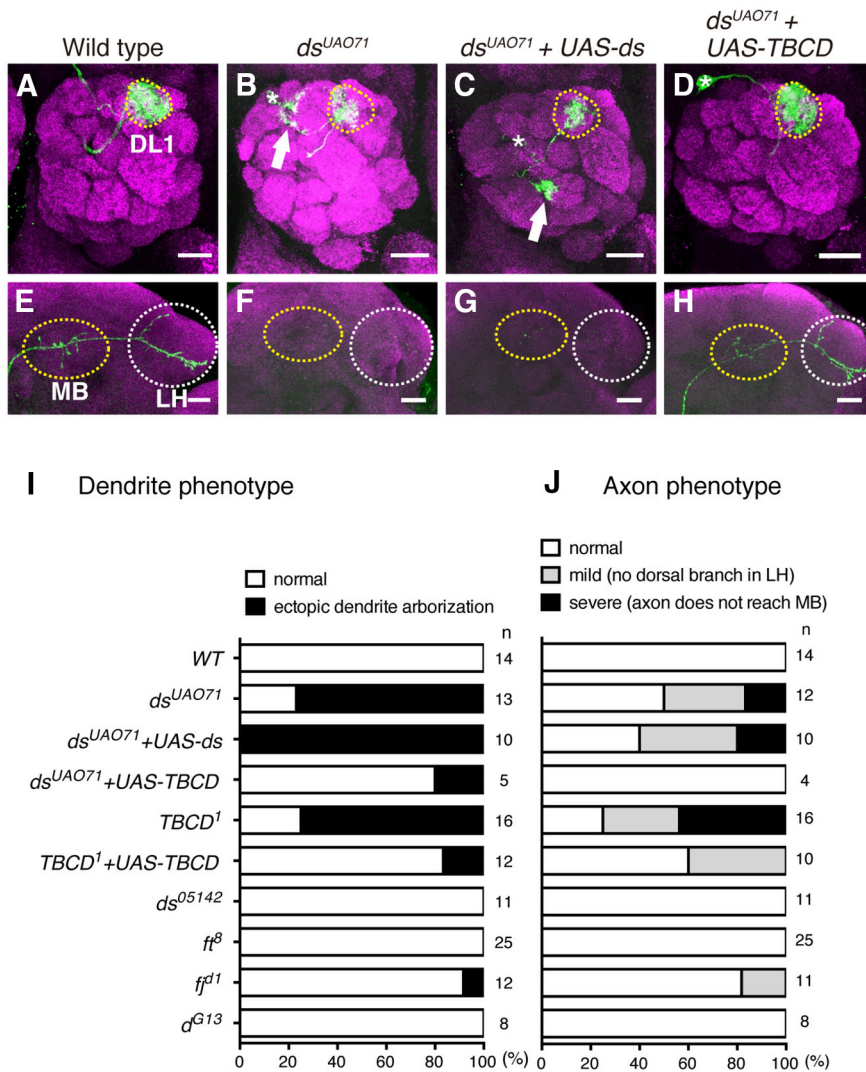 Wild type
ds^UAO71
ds^UAO71 + UAS-ds
ds^UAO71 +
UAS-TBCD
A
B
C
D
DL1
*
*
*
E
F
G
H
MB
LH
I Dendrite phenotype
normal
ectopic dendrite arborization
n
WT 14
ds^UAO71 13
ds^UAO71+UAS-ds 10
ds^UAO71+UAS-TBCD 5
TBCD^1 16
TBCD^1+UAS-TBCD 12
ds^05142 11
ft^8 25
fj^d1 12
d^G13 8
0 20 40 60 80 100 (%)
J Axon phenotype
normal
mild (no dorsal branch in LH)
severe (axon does not reach MB)
n
14
12
10
4
16
10
11
25
11
8
0 20 40 60 80 100 (%)